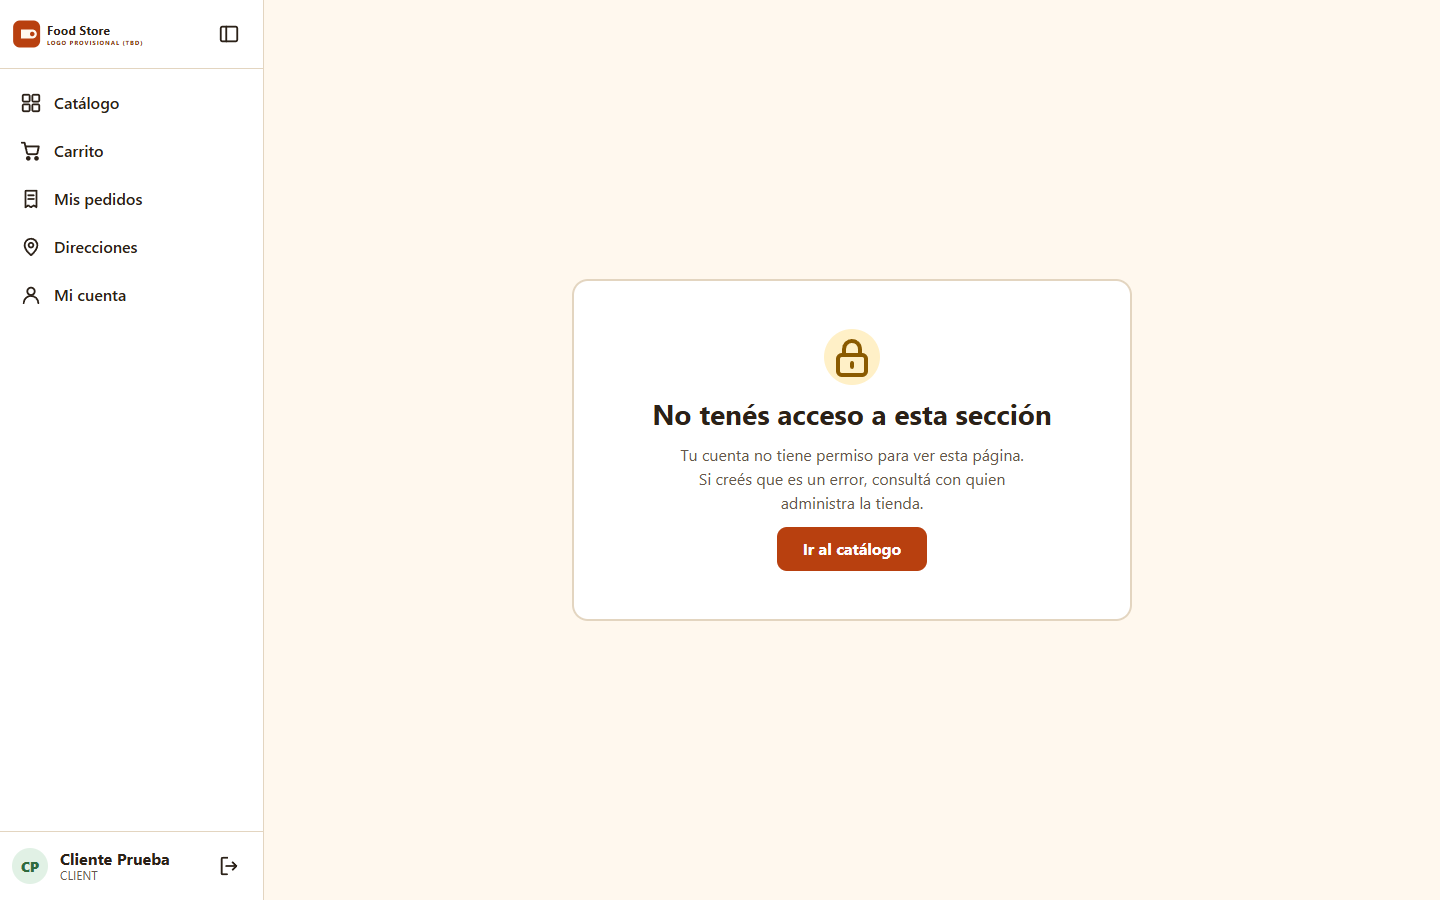 Food Store
LOGO PROVISIONAL (TBD)
Catálogo
Carrito
Mis pedidos
Direcciones
Mi cuenta
No tenés acceso a esta sección
Tu cuenta no tiene permiso para ver esta página.
Si creés que es un error, consultá con quien
administra la tienda.
Ir al catálogo
CP
Cliente Prueba
CLIENT